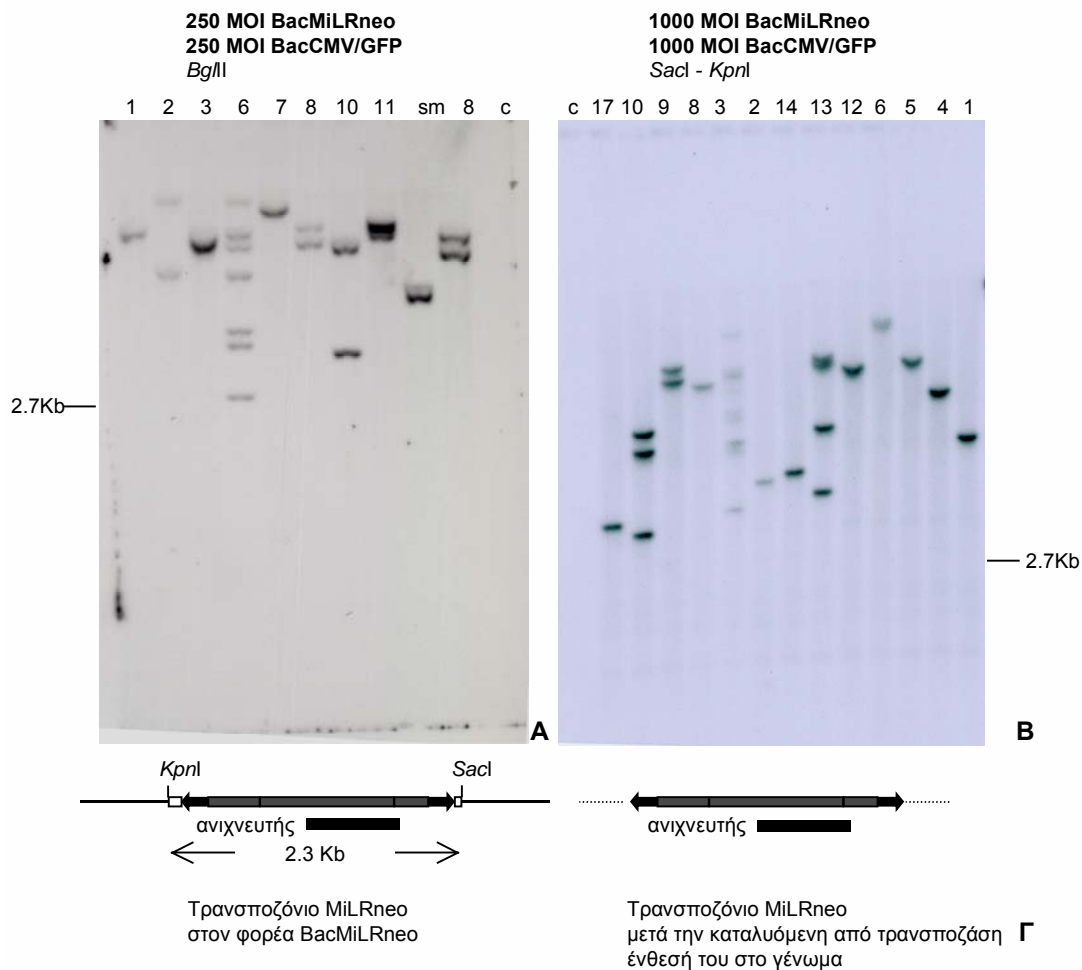 250 MOI BacMiLRneo
250 MOI BacCMV/GFP
BglII
1 2 3 6 7 8 10 11 sm 8 c
2.7Kb
A
1000 MOI BacMiLRneo
1000 MOI BacCMV/GFP
SacI - KpnI
c 17 10 9 8 3 2 14 13 12 6 5 4 1
2.7Kb
B
KpnI SacI
ανιχνευτής
2.3 Kb
Τρανσποζόνιο MiLRneo
στον φορέα BacMiLRneo
ανιχνευτής
Τρανσποζόνιο MiLRneo
μετά την καταλυόμενη από τρανσποζάση
ένθεσή του στο γένωμα
Γ